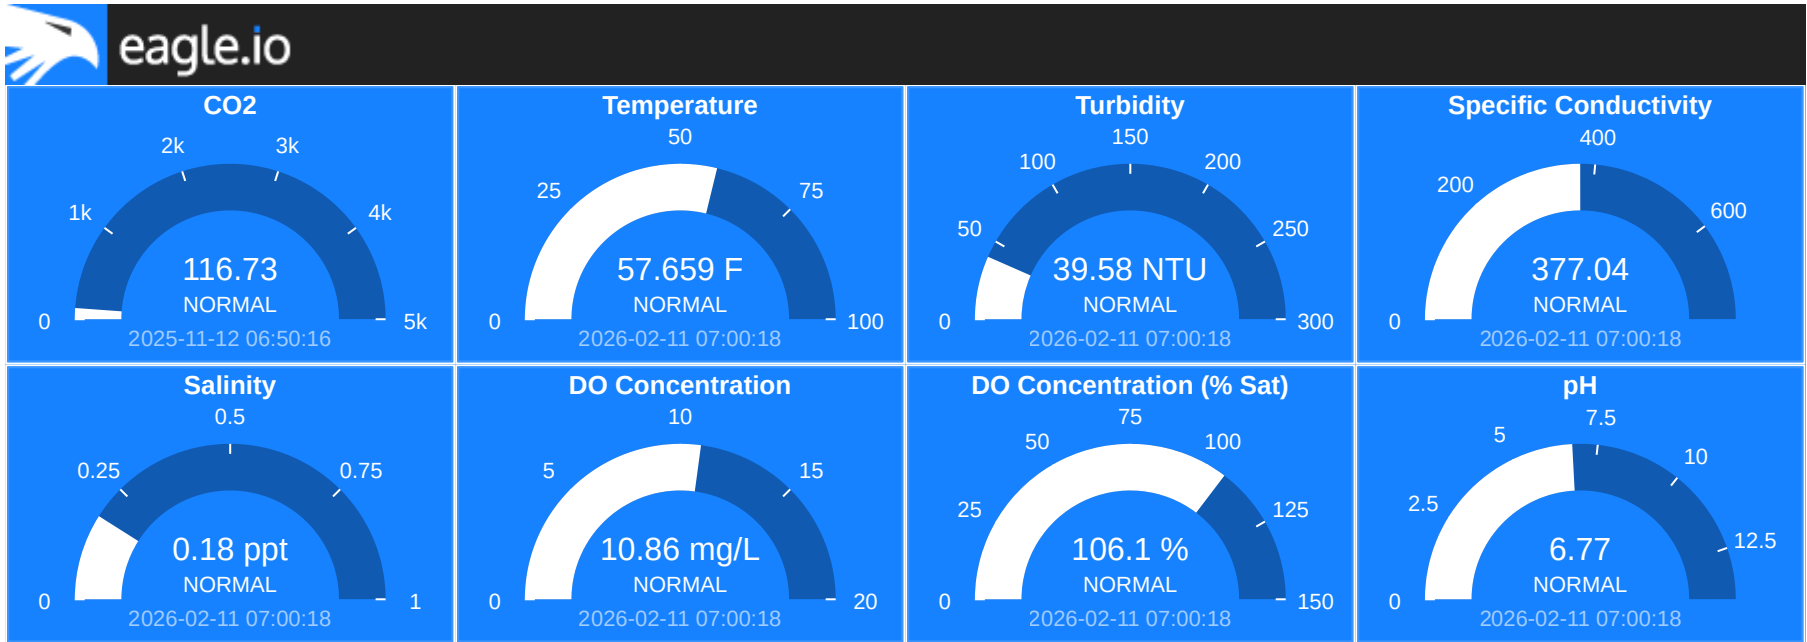 eagle.io
CO2
2k
3k
1k
4k
116.73
NORMAL
0
5k
2025-11-12 06:50:16
Temperature
50
25
75
57.659 F
NORMAL
0
100
2026-02-11 07:00:18
Turbidity
150
100
200
50
250
39.58 NTU
NORMAL
0
300
2026-02-11 07:00:18
Specific Conductivity
400
200
600
377.04
NORMAL
0
2026-02-11 07:00:18
Salinity
0.5
0.25
0.75
0.18 ppt
NORMAL
0
1
2026-02-11 07:00:18
DO Concentration
10
5
15
10.86 mg/L
NORMAL
0
20
2026-02-11 07:00:18
DO Concentration (% Sat)
75
50
100
25
125
106.1 %
NORMAL
0
150
2026-02-11 07:00:18
pH
7.5
5
10
2.5
12.5
6.77
NORMAL
0
2026-02-11 07:00:18